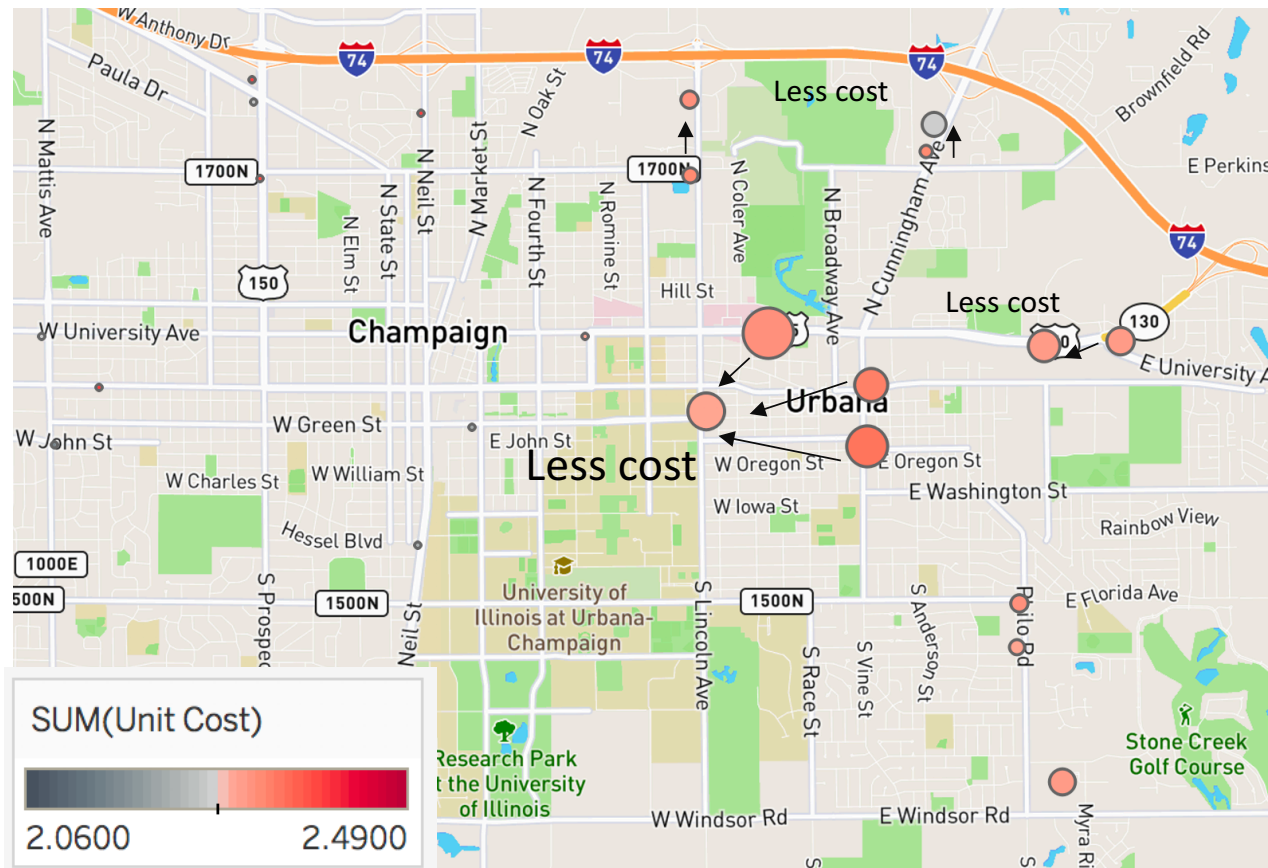 W Anthony Dr
Paula Dr
N Mattis Ave
74
74
74
74
N Oak St
Less cost
Brownfield Rd
N Market St
N Neil St
1700N
1700N
E Perkins
N Coler Ave
N Cunningham Ave
N Elm St
N State St
N Fourth St
N Romine St
N Broadway Ave
150
Hill St
Less cost
130
W University Ave
Champaign
5
0
E University A
Urbana
W Green St
W John St
E John St
Less cost
W Oregon St
E Oregon St
W Charles St
W William St
E Washington St
W Iowa St
Rainbow View
Hessel Blvd
1000E
500N
1500N
1500N
University of
Illinois at Urbana-
Champaign
S Lincoln Ave
S Anderson St
Philo Rd
E Florida Ave
S Prospec
Neil St
S Race St
S Vine St
SUM(Unit Cost)
2.0600
2.4900
Research Park
t the University
of Illinois
Stone Creek
Golf Course
W Windsor Rd
E Windsor Rd
Myra Ri
S
S